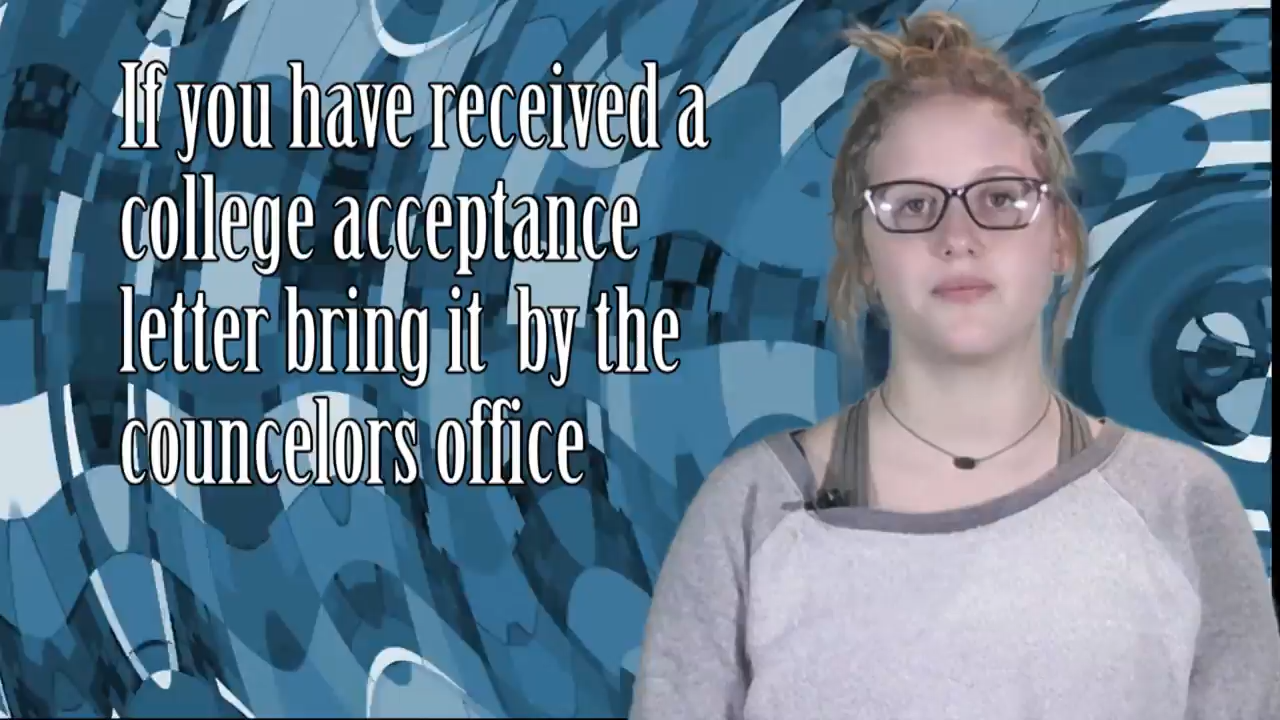 If you have received a
college acceptance
letter bring it by the
councelors office